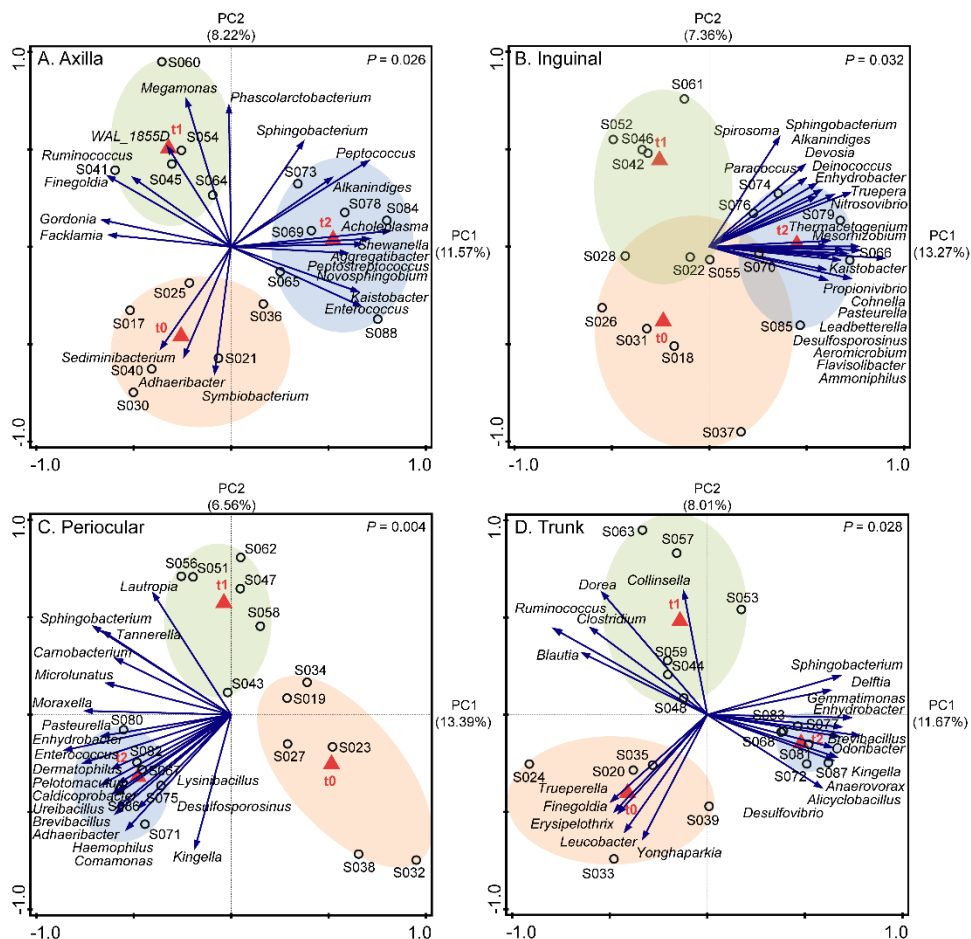 PC2
(8.22%)
1.0
A. Axilla
P = 0.026
S060
Megamonas
Phascolarctobacterium
t1
WAL_1855D
S054
Sphingobacterium
Peptococcus
Ruminococcus
S041
S045
Finegoldia
S064
S073
Alkanindiges
S078
S084
Gordonia
Facklamia
S069
t2
Acholeplasma
Shewanella
Aggregatibacter
Peptostreptococcus
Novosphingobium
S065
Kaistobacter
Enterococcus
S088
PC1
(11.57%)
S025
S017
S036
t0
Sediminibacterium
S040
S021
Adhaeribacter
S030
Symbiobacterium
-1.0
-1.0
1.0
PC2
(7.36%)
1.0
B. Inguinal
P = 0.032
S061
S052
S046
t1
S042
Spirosoma
Sphingobacterium
Alkanindiges
Devosia
Deinococcus
Enhydrobacter
Truepera
Nitrosovibrio
Paracoccus
S074
S076
S079
Thermacetogenium
t2
Mesorhizobium
S066
Kaistobacter
PC1
(13.27%)
S028
S022
S055
S070
Propionivibrio
Cohnella
Pasteurella
Leadbetterella
Desulfosporosinus
Aeromicrobium
Flavisolibacter
Ammoniphilus
S085
S026
S031
t0
S018
S037
-1.0
-1.0
1.0
PC2
(6.56%)
1.0
C. Periocular
P = 0.004
S056
S051
S062
S047
Lautropia
t1
S058
Sphingobacterium
Tannerella
Carnobacterium
Microlunatus
S043
S034
S019
Moraxella
Pasteurella
S080
Enhydrobacter
Enterococcus
S082
t2
S067
Dermatophilus
Pelotomaculum
Caldicoprobacter
S086
S075
Ureibacillus
Brevibacillus
Adhaeribacter
S071
Haemophilus
Comamonas
Lysinibacillus
Desulfosporosinus
Kingella
S027
S023
t0
S038
S032
PC1
(13.39%)
-1.0
-1.0
1.0
PC2
(8.01%)
D. Trunk
P = 0.028
S063
S057
Dorea
Collinsella
t1
S053
Ruminococcus
Clostridium
Blautia
S059
S044
S048
Sphingobacterium
Delftia
Gemmatimonas
Enhydrobacter
S083
S077
S068
t2
Brevibacillus
S081
Odoribacter
S072
S087
Kingella
Anaerovorax
Alicyclobacillus
Desulfovibrio
PC1
(11.67%)
S024
S020
S035
Trueperella
Finegoldia
t0
Erysipelothrix
Leucobacter
S039
Yonghaparkia
S033
-1.0
1.0